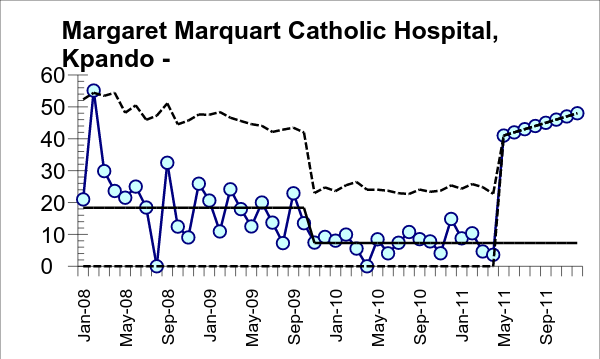 Margaret Marquart Catholic Hospital,
Kpando -
60
50
40
30
20
10
0
Jan-08
May-08
Sep-08
Jan-09
May-09
Sep-09
Jan-10
May-10
Sep-10
Jan-11
May-11
Sep-11